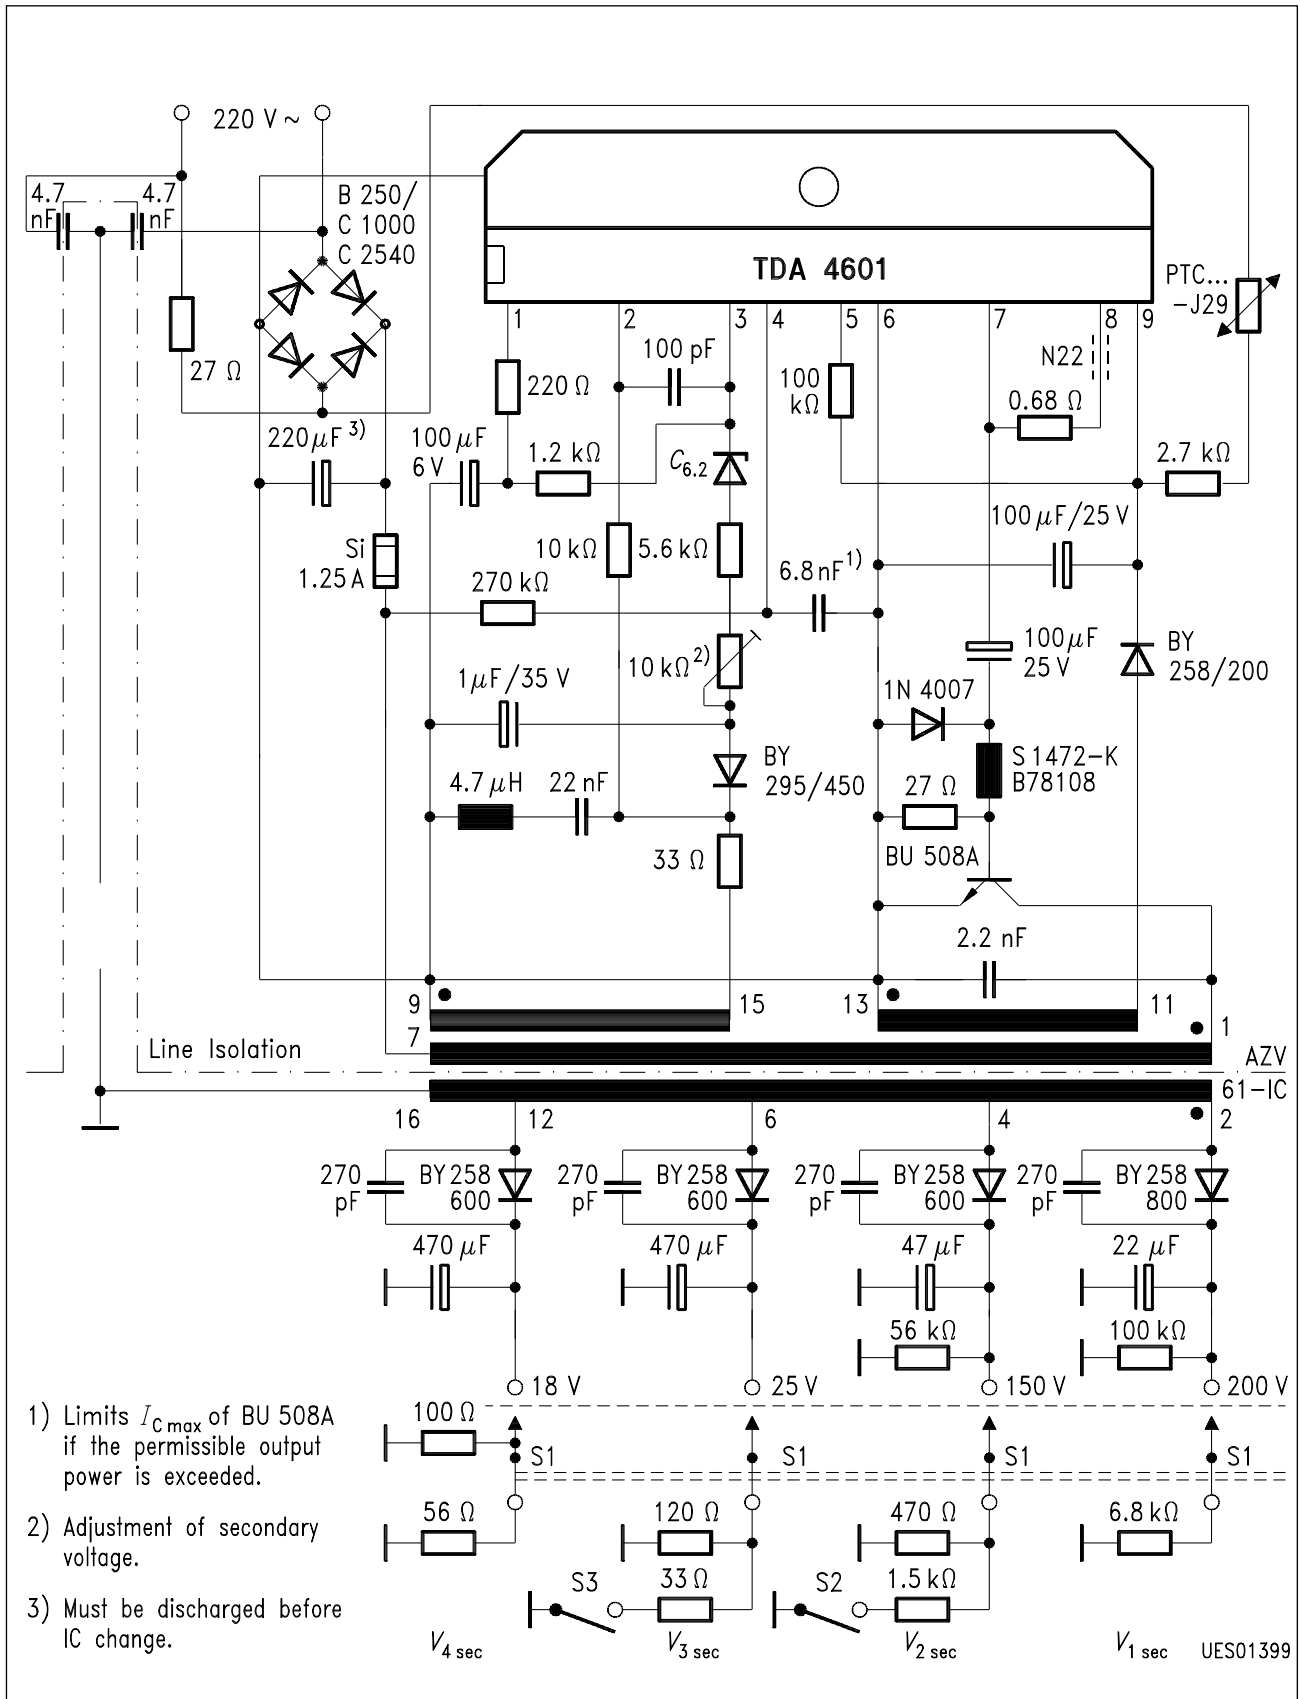 220 V ~
4.7
nF
4.7
nF
B 250/
C 1000
C 2540
TDA 4601
PTC...
-J29
1
2
3
4
5
6
7
8
9
27 Ω
100 pF
220 Ω
100
kΩ
N22
0.68 Ω
220 µF 3)
100 µF
6 V
1.2 kΩ
C6.2
2.7 kΩ
100 µF/25 V
Si
1.25 A
10 kΩ
5.6 kΩ
6.8 nF 1)
270 kΩ
10 kΩ 2)
100 µF
25 V
BY
258/200
1 µF/35 V
1N 4007
BY
295/450
S 1472-K
B78108
4.7 µH
22 nF
27 Ω
33 Ω
BU 508A
2.2 nF
9
15
13
11
7
1
Line Isolation
AZV
61-IC
16
12
6
4
2
270
pF
BY 258
600
270
pF
BY 258
600
270
pF
BY 258
600
270
pF
BY 258
800
470 µF
470 µF
47 µF
22 µF
56 kΩ
100 kΩ
18 V
25 V
150 V
200 V
100 Ω
S1
S1
S1
S1
56 Ω
120 Ω
470 Ω
6.8 kΩ
S3
33 Ω
S2
1.5 kΩ
V4 sec
V3 sec
V2 sec
V1 sec
1) Limits IC max of BU 508A
if the permissible output
power is exceeded.
2) Adjustment of secondary
voltage.
3) Must be discharged before
IC change.
UES01399